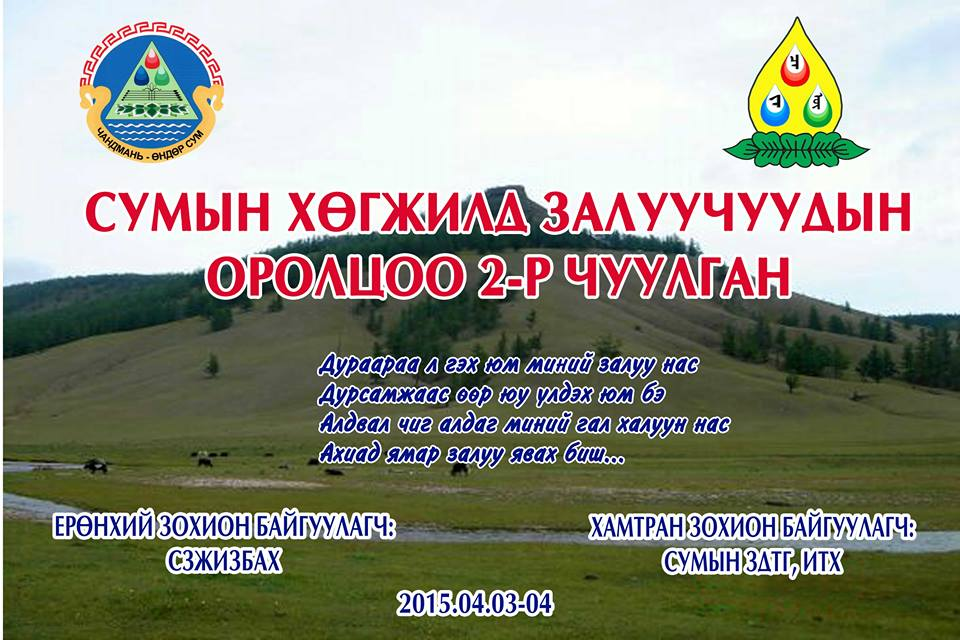 ЧАНДМАНЬ - ӨНДӨР СУМ
СУМЫН ХӨГЖИЛД ЗАЛУУЧУУДЫН
ОРОЛЦОО 2-Р ЧУУЛГАН
Дураараа л гэх юм миний залуу нас
Дурсамжаас өөр юу үлдэх юм бэ
Алдвал чиг алдаг миний гал халуун нас
Ахиад ямар залуу явах биш...
ЕРӨНХИЙ ЗОХИОН БАЙГУУЛАГЧ:
СЗЖИЗБАХ
ХАМТРАН ЗОХИОН БАЙГУУЛАГЧ:
СУМЫН ЗДТГ, ИТХ
2015.04.03-04